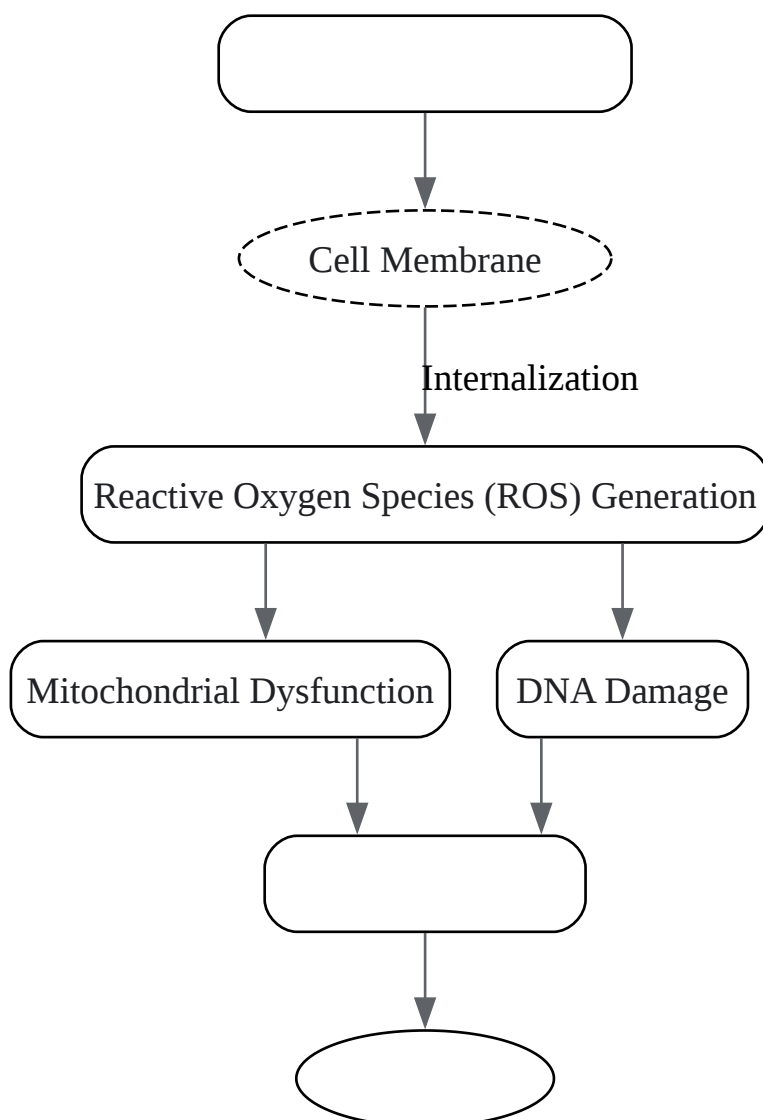 Cell Membrane
Internalization
Reactive Oxygen Species (ROS) Generation
Mitochondrial Dysfunction
DNA Damage